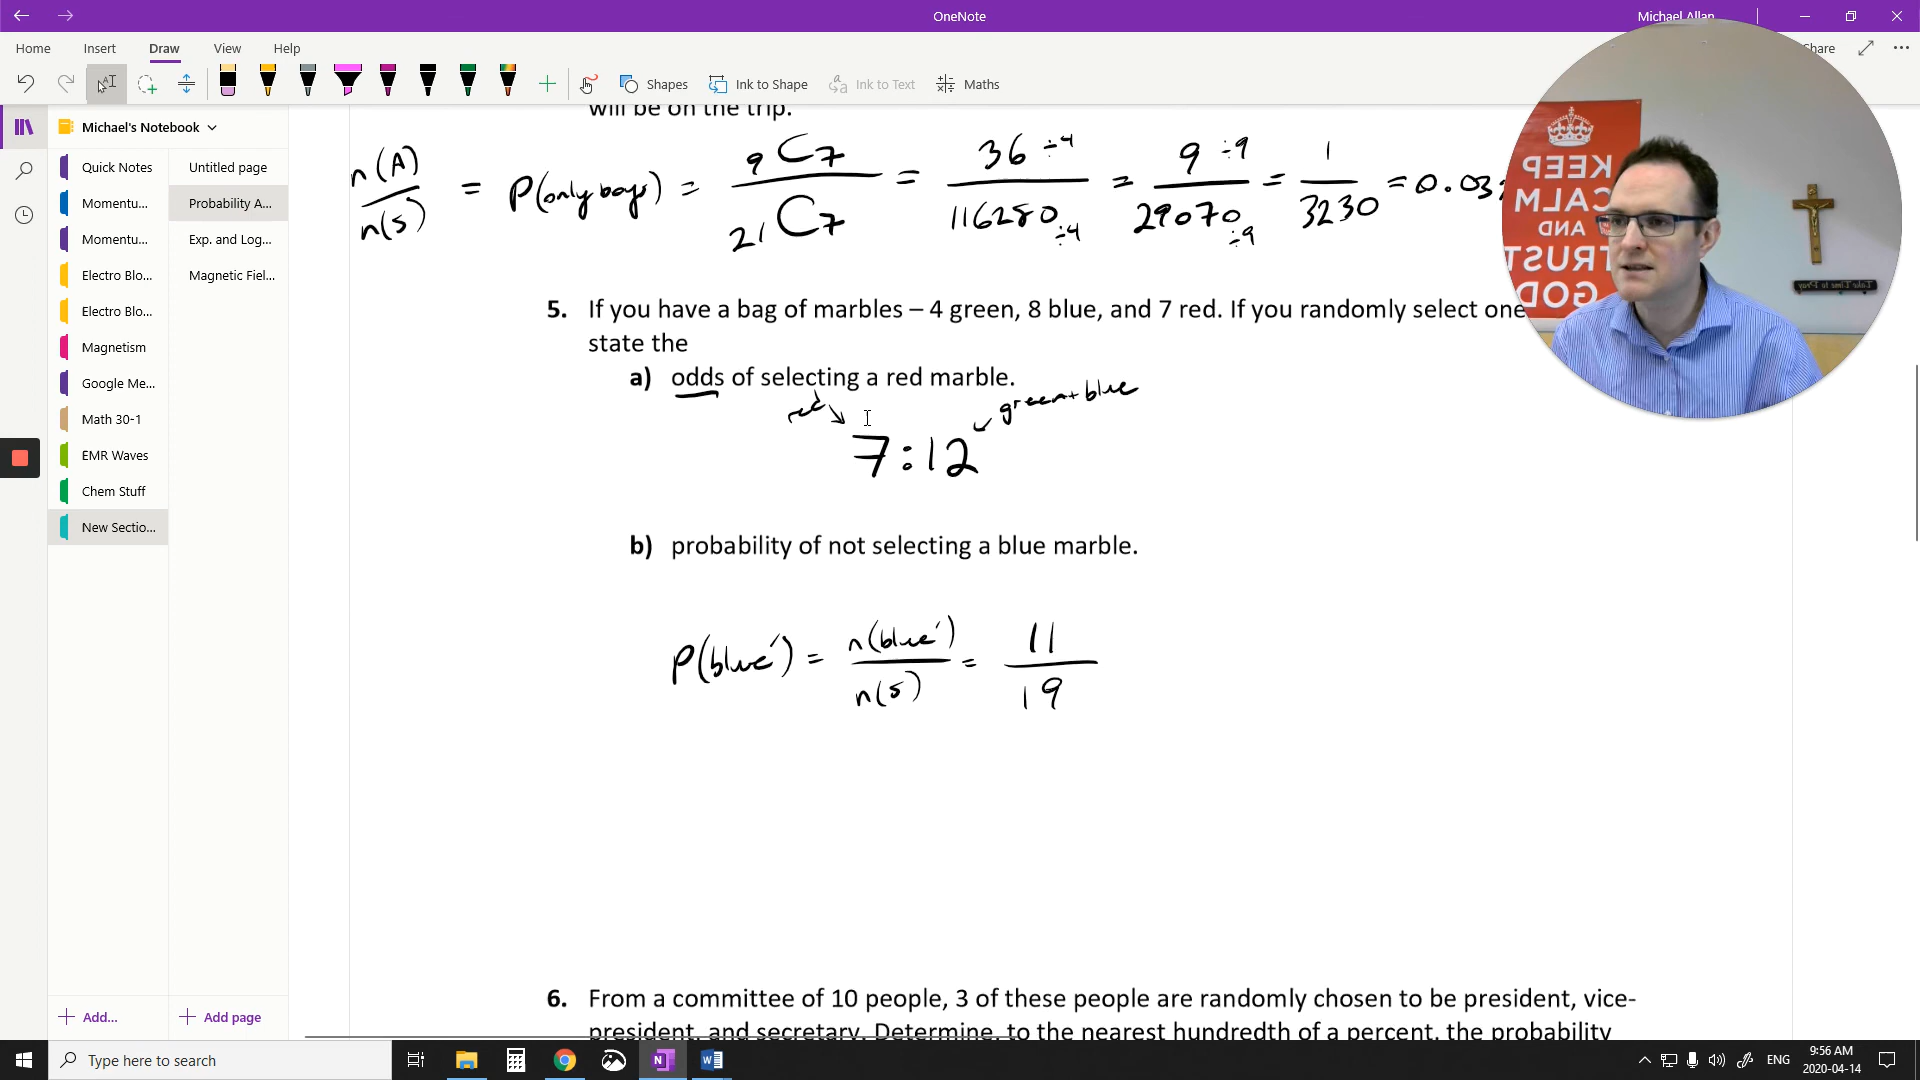 OneNote
Michael Allan
Home Insert Draw View Help
Share
Shapes Ink to Shape Ink to Text Maths
Michael's Notebook
Quick Notes
Momentu...
Momentu...
Electro Blo...
Electro Blo...
Magnetism
Google Me...
Math 30-1
EMR Waves
Chem Stuff
New Sectio...
Add...
Untitled page
Probability A...
Exp. and Log...
Magnetic Fiel...
Add page
will be on the trip.
n(A)/n(s) = P(only boys) = 9C7/21C7 = 36÷4/116280÷4 = 9÷9/29070÷9 = 1/3230 = 0.03
5. If you have a bag of marbles – 4 green, 8 blue, and 7 red. If you randomly select one
state the
a) odds of selecting a red marble.
red green+blue
7:12
b) probability of not selecting a blue marble.
P(blue') = n(blue')/n(s) = 11/19
6. From a committee of 10 people, 3 of these people are randomly chosen to be president, vice-
president, and secretary. Determine, to the nearest hundredth of a percent, the probability
KEEP
CALM
AND
TRUST
GOD
Type here to search
ENG
9:56 AM
2020-04-14